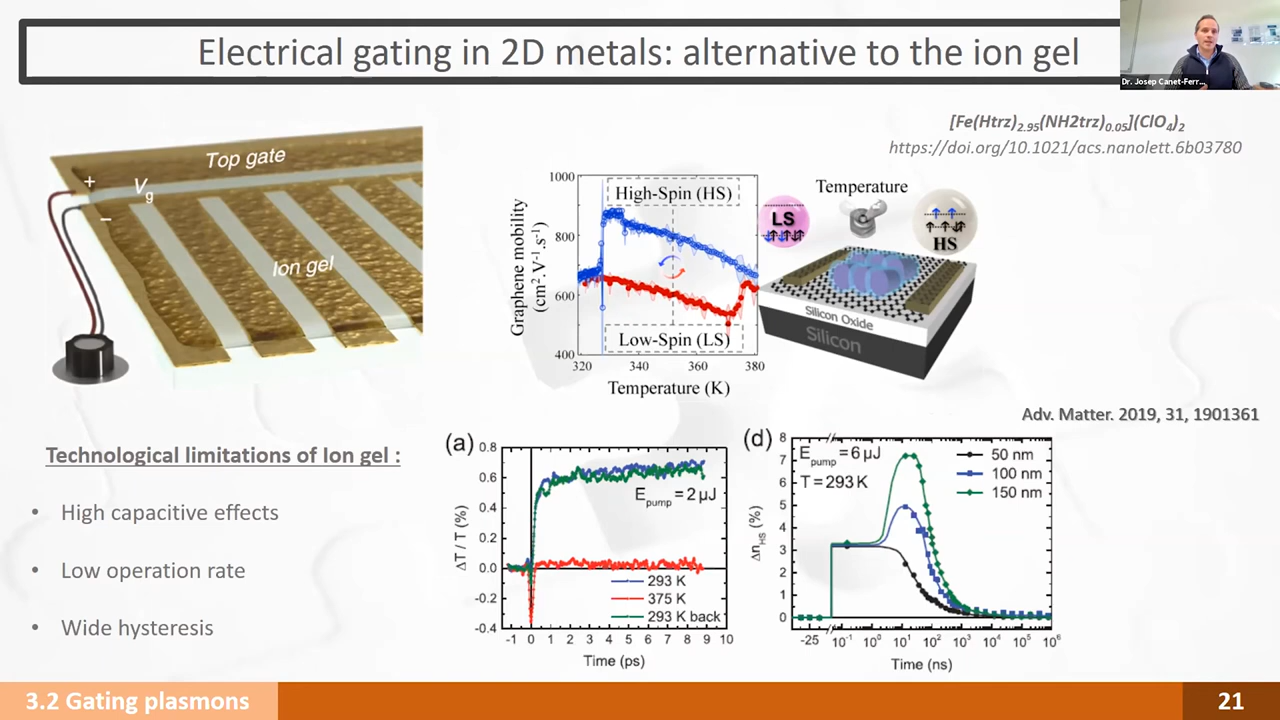 Electrical gating in 2D metals: alternative to the ion gel
Dr. Josep Canet-Ferr...
[Fe(Htrz)2.95(NH2trz)0.05](ClO4)2
https://doi.org/10.1021/acs.nanolett.6b03780
Top gate
+
Vg
−
Ion gel
Graphene mobility
(cm².V⁻¹.s⁻¹)
1000
800
600
400
High-Spin (HS)
Low-Spin (LS)
320 340 360 380
Temperature (K)
LS
Temperature
HS
Silicon Oxide
Silicon
Adv. Matter. 2019, 31, 1901361
Technological limitations of Ion gel :
• High capacitive effects
• Low operation rate
• Wide hysteresis
(a)
ΔT / T (%)
0.8
0.6
0.4
0.2
0.0
-0.2
-0.4
Epump = 2 µJ
293 K
375 K
293 K back
-1 0 1 2 3 4 5 6 7 8 9 10
Time (ps)
(d)
ΔnHS (%)
8
7
6
5
4
3
2
1
0
Epump = 6 µJ
T = 293 K
50 nm
100 nm
150 nm
-25 10⁻¹ 10⁰ 10¹ 10² 10³ 10⁴ 10⁵ 10⁶
Time (ns)
3.2 Gating plasmons
21